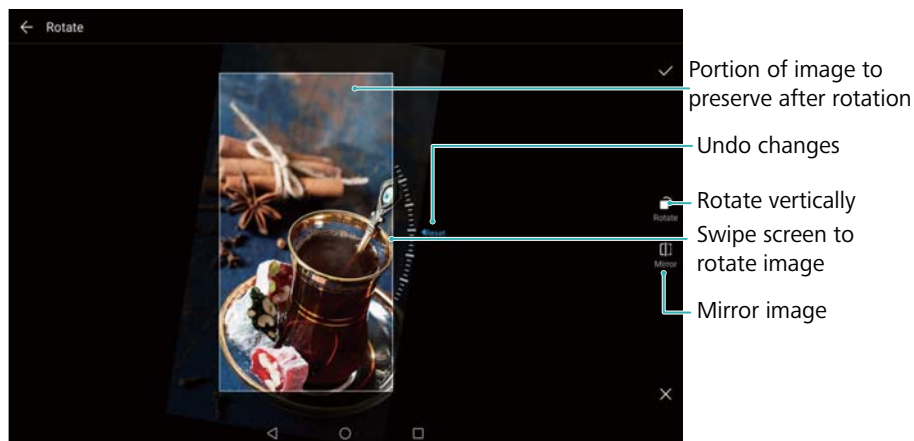 Rotate
Portion of image to
preserve after rotation
Undo changes
Rotate vertically
Rotate
Reset
Swipe screen to
rotate image
Mirror
Mirror image